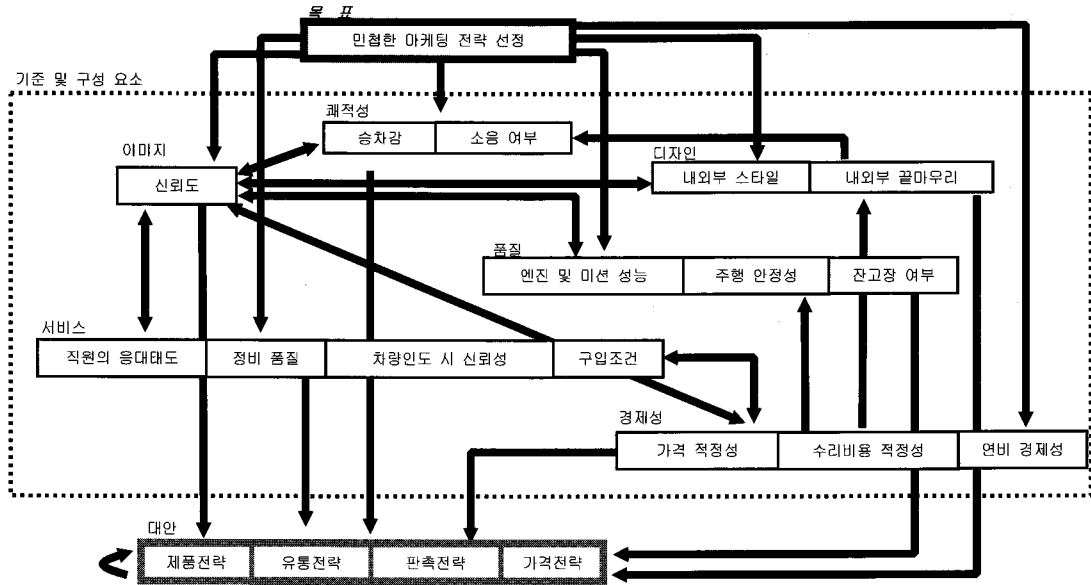 목 표
민첩한 마케팅 전략 선정
기준 및 구성 요소
쾌적성
승차감 소음 여부
이마지
신뢰도
디자인
내외부 스타일 내외부 끝마우리
품질
엔진 및 미션 성능 주행 안정성 잔고장 여부
서비스
직원의 응대태도 정비 품질 차량인도 시 신뢰성 구입조건
경제성
가격 적정성 수리비용 적정성 연비 경제성
대안
제품전략 유통전략 판촉전략 가격전략